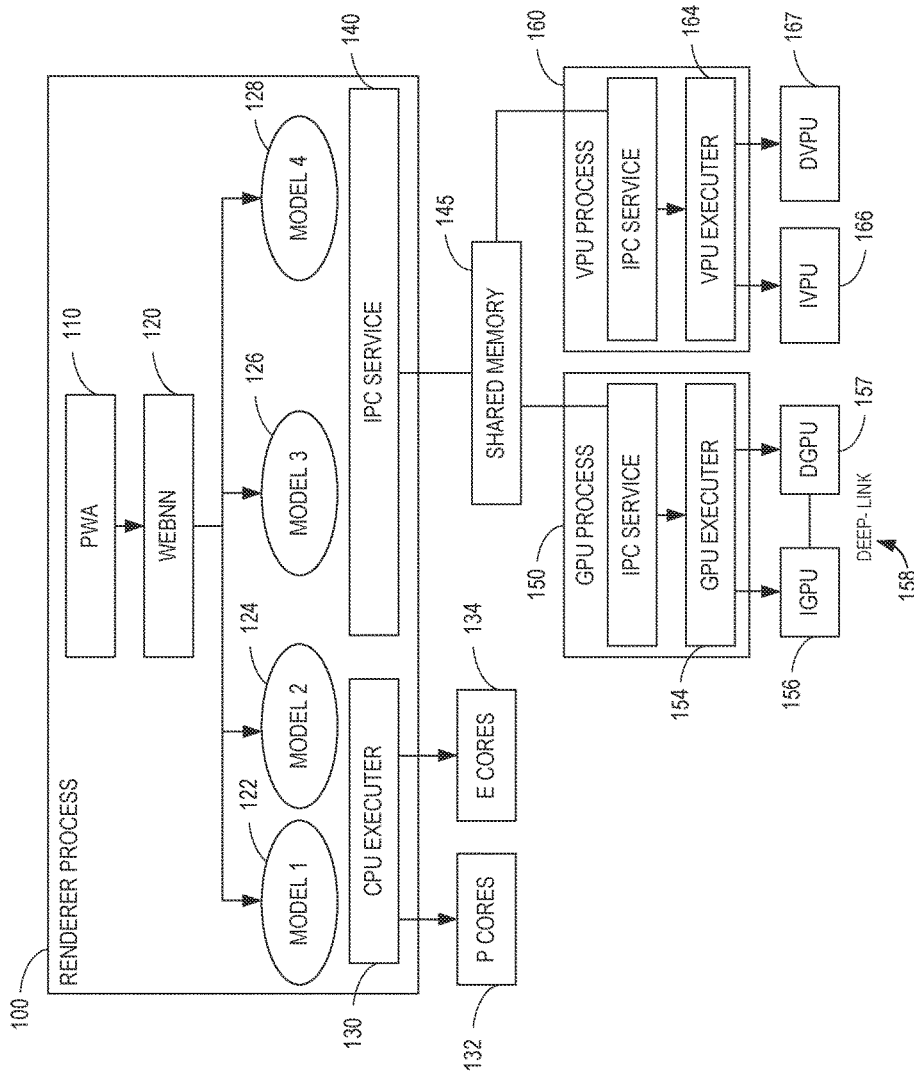 100
RENDERER PROCESS
PWA
110
WEBNN
120
MODEL 1
122
MODEL 2
124
MODEL 3
126
MODEL 4
128
CPU EXECUTER
130
IPC SERVICE
140
P CORES
132
E CORES
134
SHARED MEMORY
145
150
GPU PROCESS
IPC SERVICE
GPU EXECUTER
154
IGPU
156
DGPU
157
DEEP- LINK
158
VPU PROCESS
160
IPC SERVICE
VPU EXECUTER
164
IVPU
166
DVPU
167